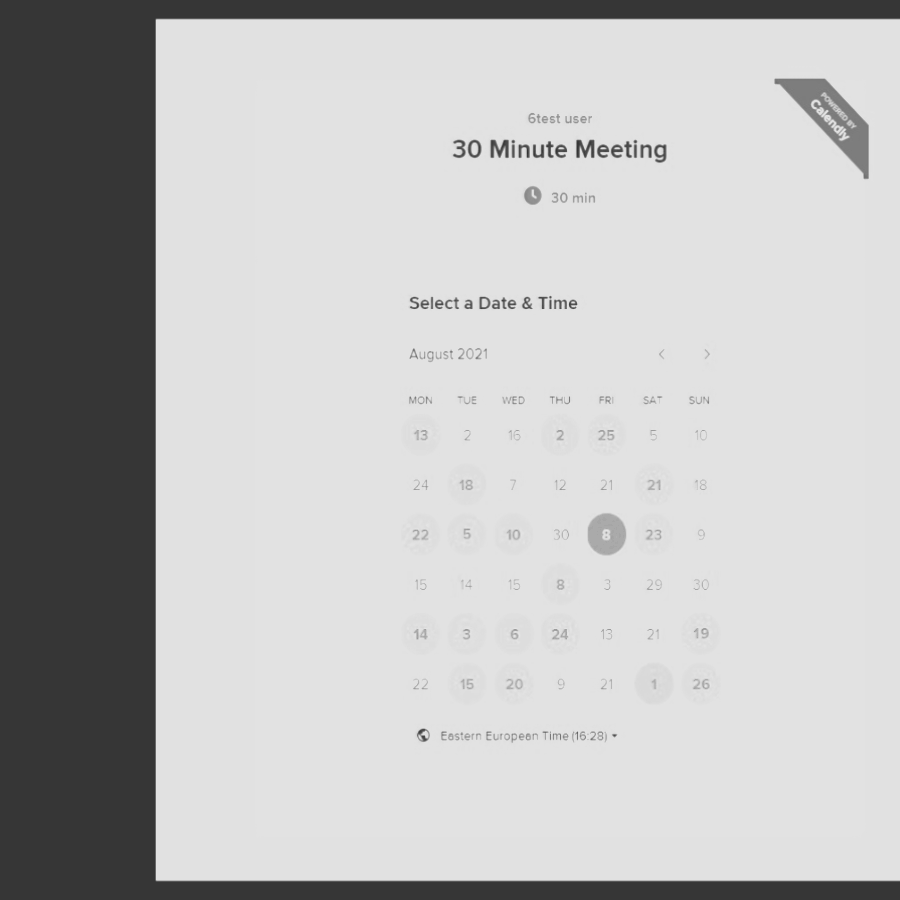 6test user
30 Minute Meeting
30 min
POWERED BY
Calendly
Select a Date & Time
August 2021
MON TUE WED THU FRI SAT SUN
13 2 16 2 25 5 10
24 18 7 12 21 21 18
22 5 10 30 8 23 9
15 14 15 8 3 29 30
14 3 6 24 13 21 19
22 15 20 9 21 1 26
Eastern European Time (16:28)